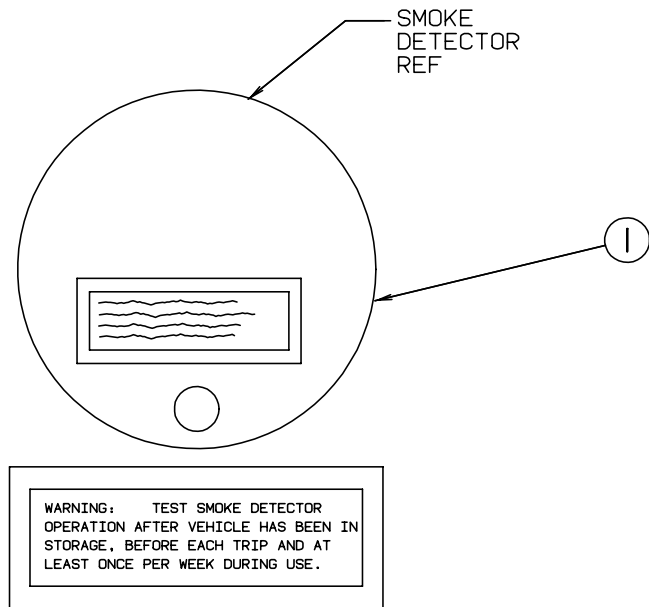 SMOKE
DETECTOR
REF
1
WARNING: TEST SMOKE DETECTOR
OPERATION AFTER VEHICLE HAS BEEN IN
STORAGE, BEFORE EACH TRIP AND AT
LEAST ONCE PER WEEK DURING USE.